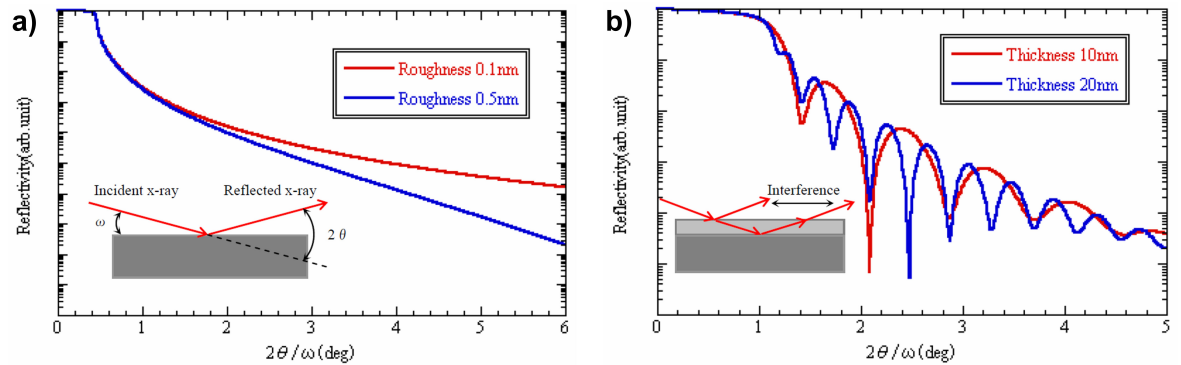 a)
Reflectivity(arb.unit)
Roughness 0.1nm
Roughness 0.5nm
Incident x-ray
Reflected x-ray
ω
2 θ
0 1 2 3 4 5 6
2θ/ω(deg)
b)
Reflectivity(arb.unit)
Thickness 10nm
Thickness 20nm
Interference
0 1 2 3 4 5
2θ/ω(deg)